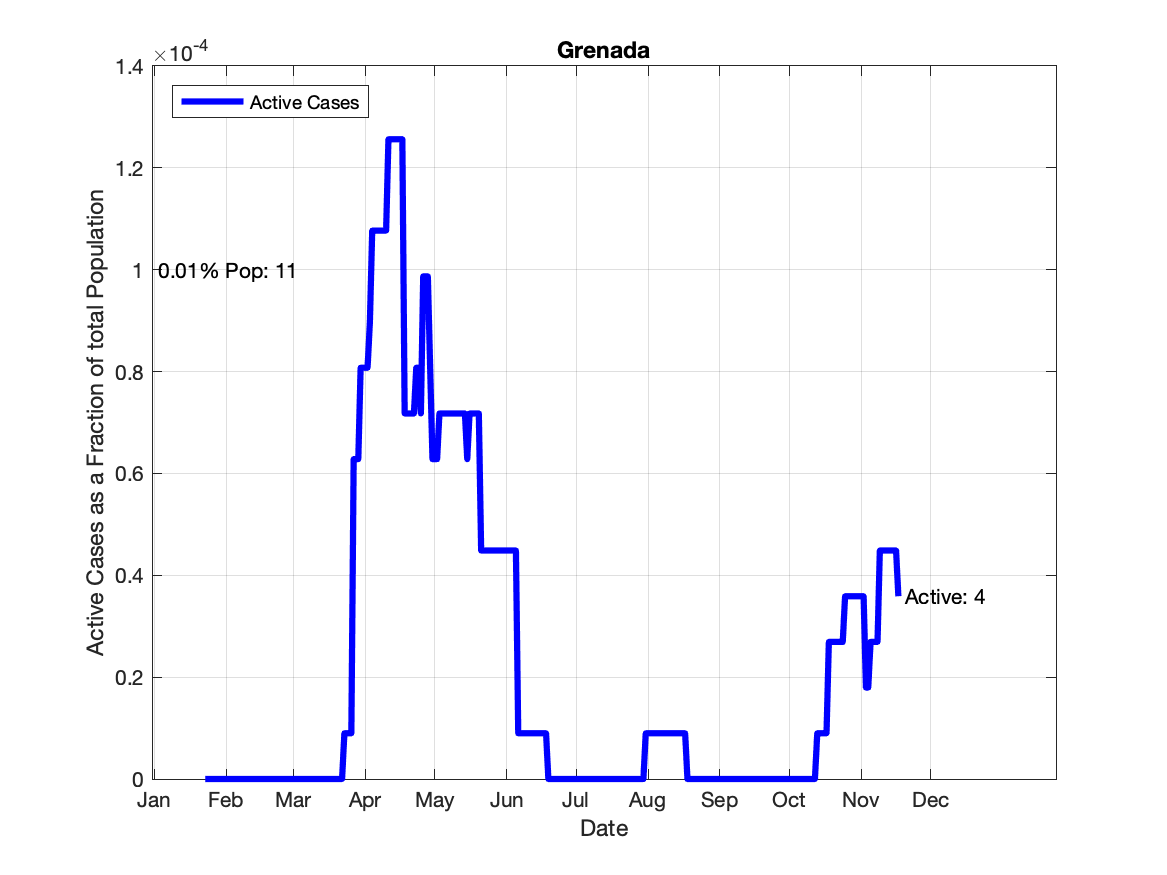 Grenada
×10-4
1.4
1.2
1
0.8
0.6
0.4
0.2
0
Active Cases
0.01% Pop: 11
Active: 4
Active Cases as a Fraction of total Population
Jan Feb Mar Apr May Jun Jul Aug Sep Oct Nov Dec
Date